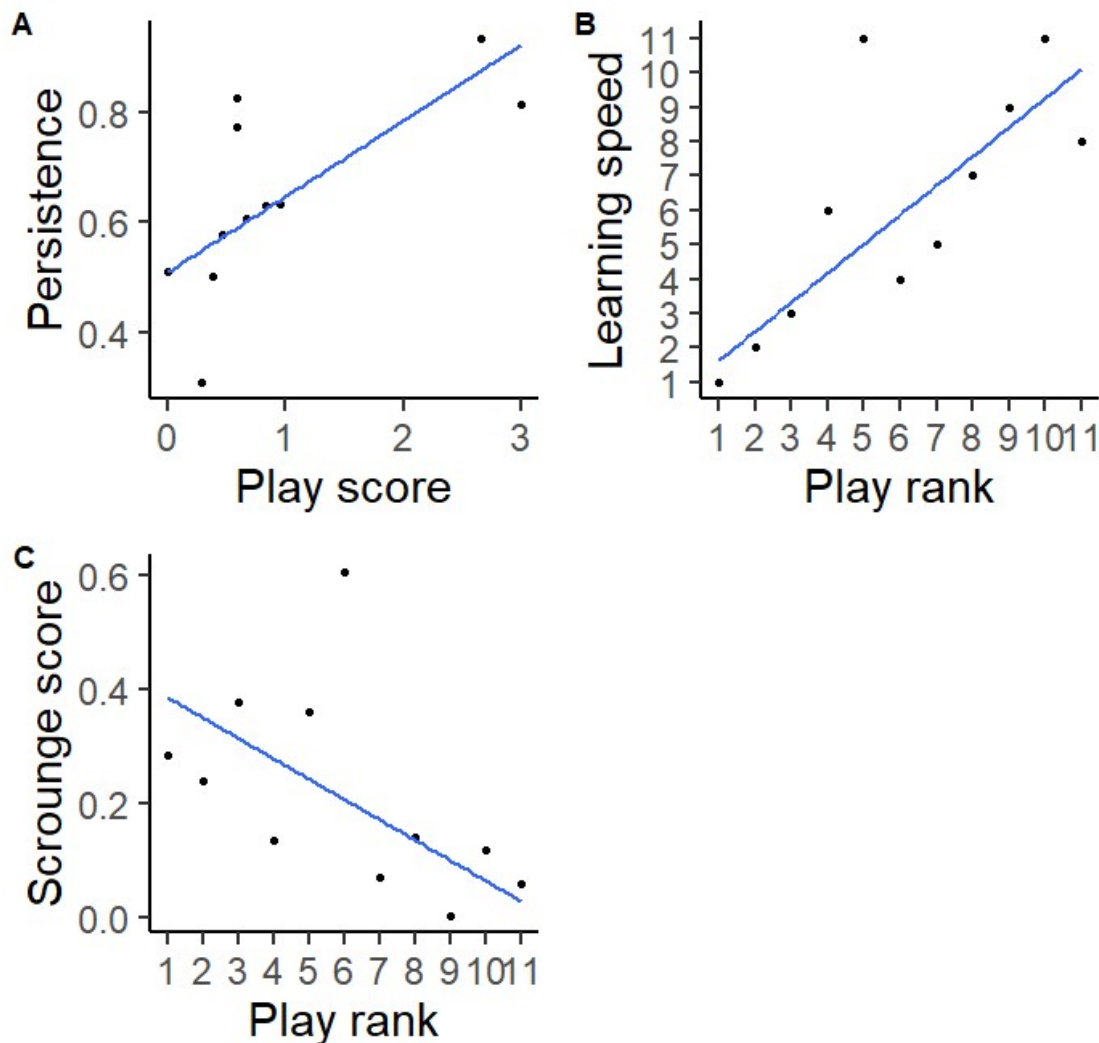 A
Persistence
0.8
0.6
0.4
0 1 2 3
Play score
B
Learning speed
11
10
9
8
7
6
5
4
3
2
1
1 2 3 4 5 6 7 8 9 10 11
Play rank
C
Scrounge score
0.6
0.4
0.2
0.0
1 2 3 4 5 6 7 8 9 10 11
Play rank